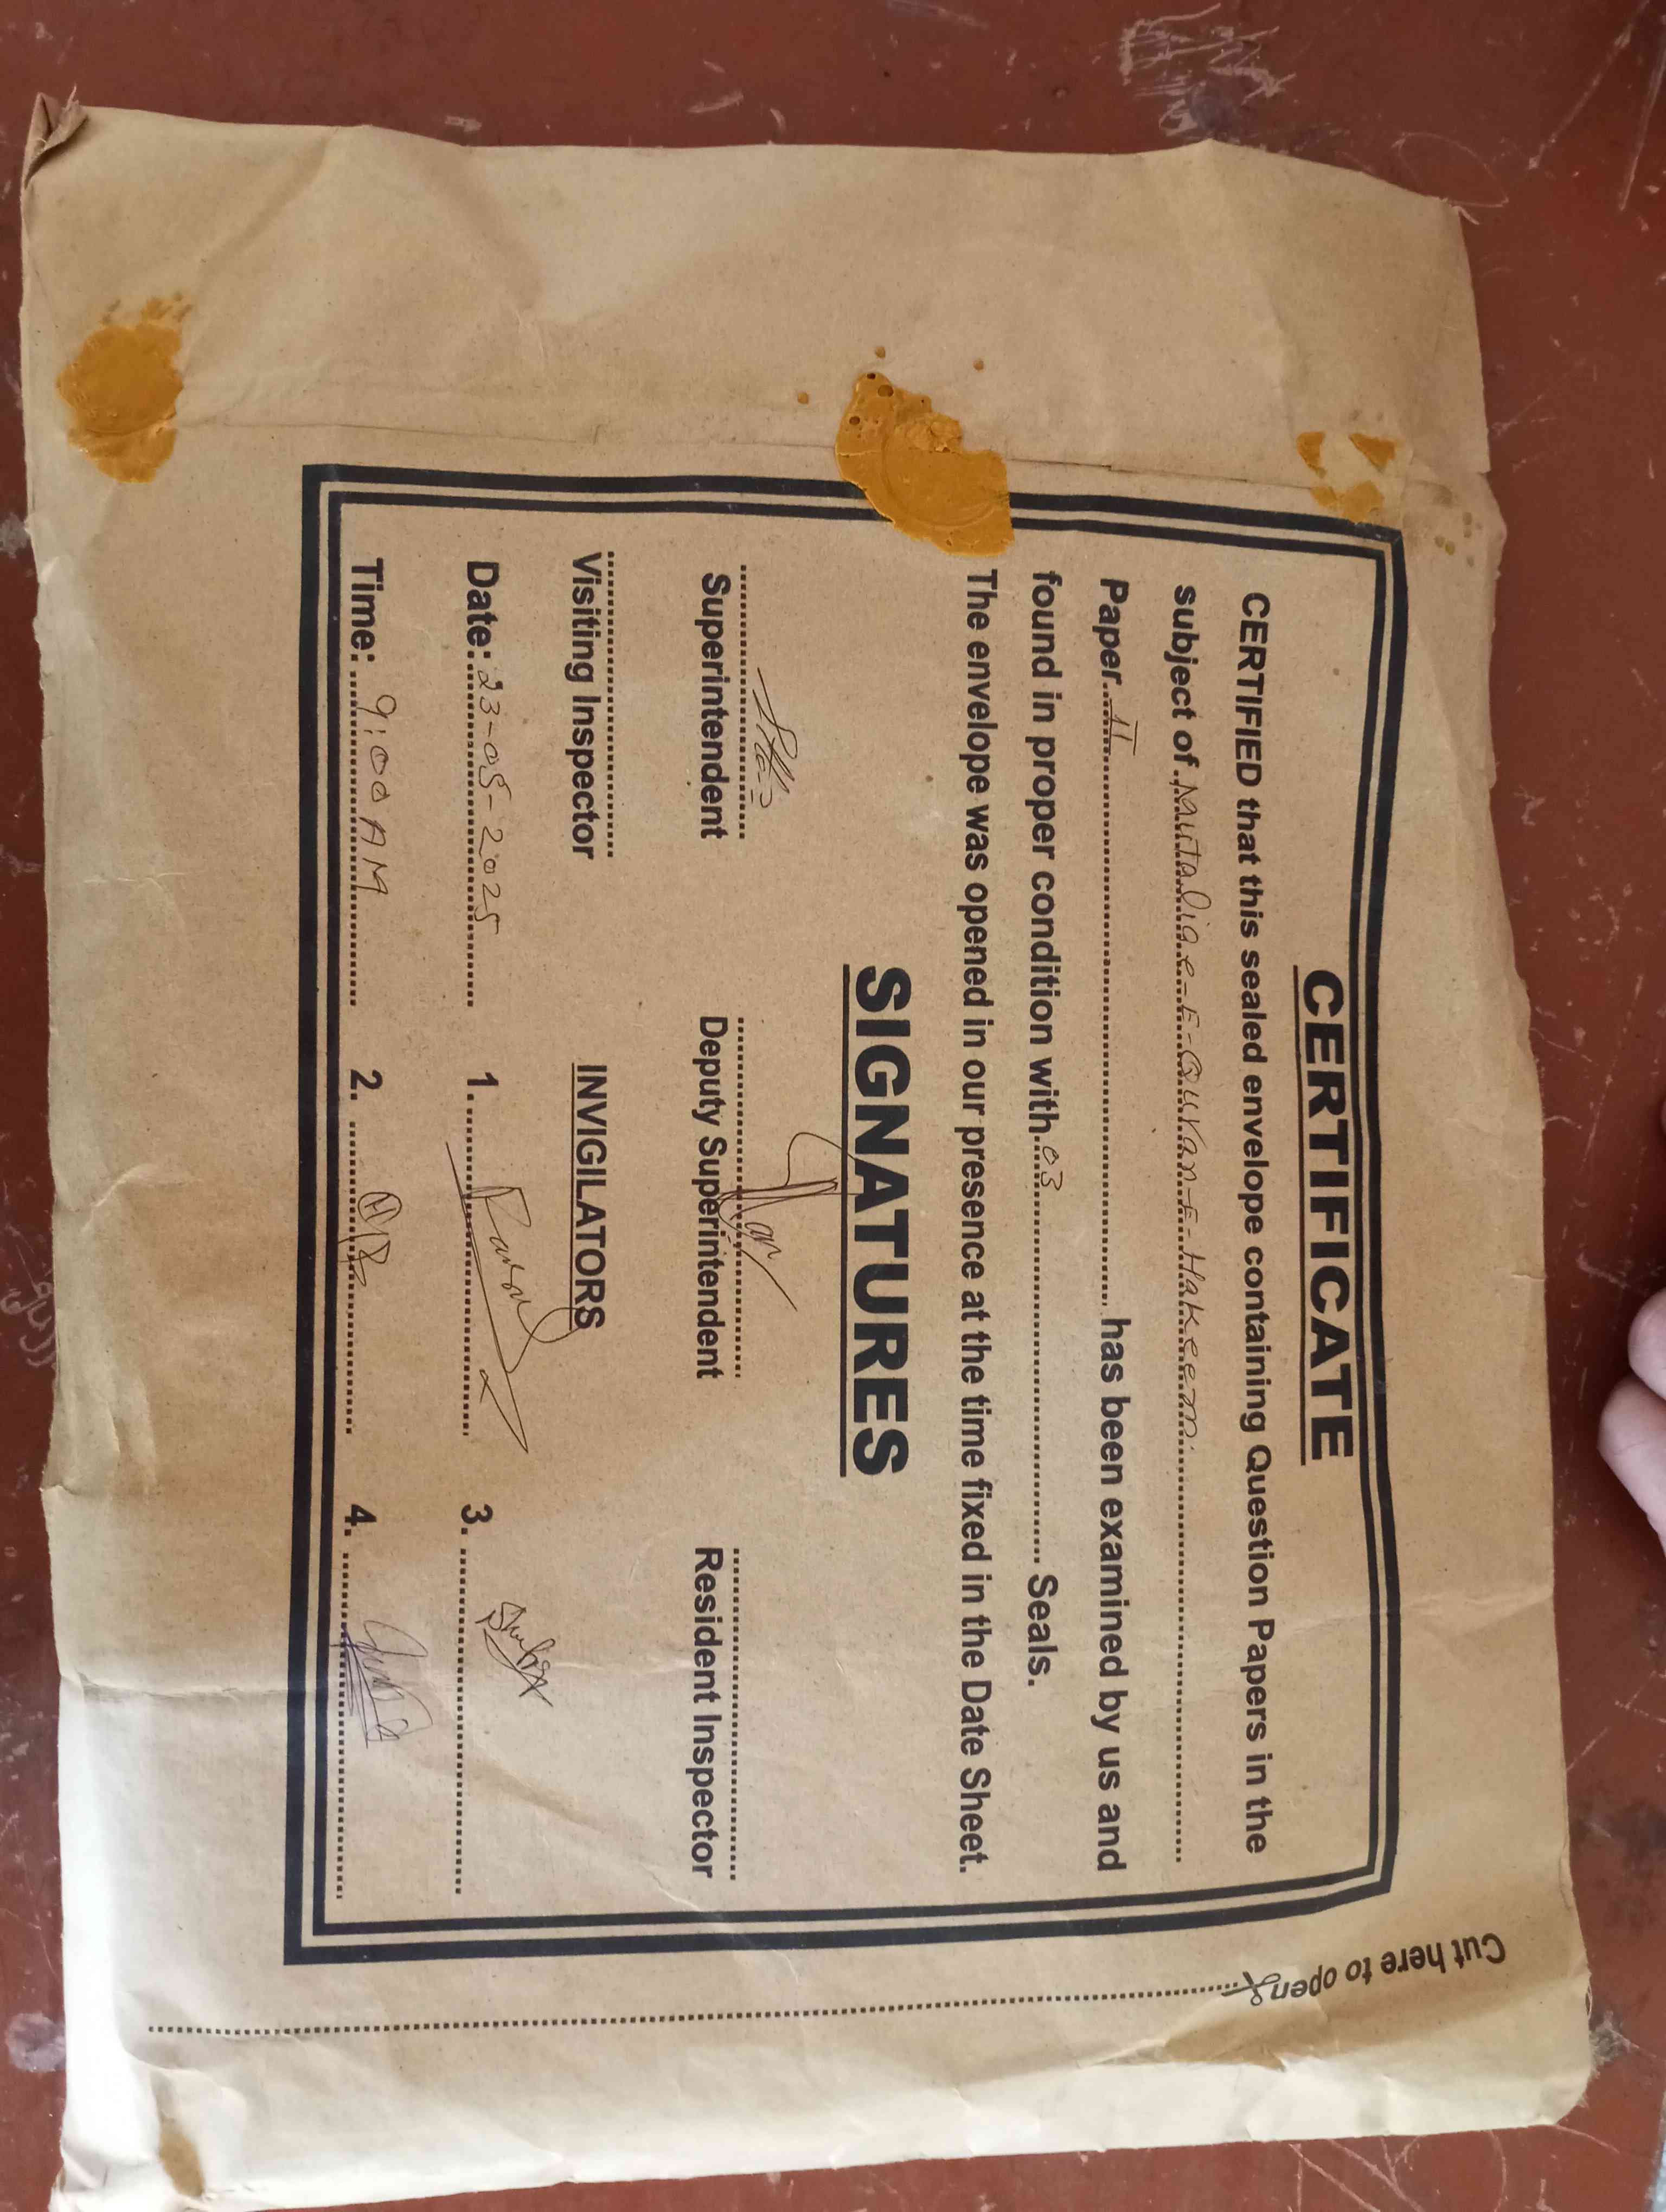 CERTIFICATE
CERTIFIED that this sealed envelope containing Question Papers in the
subject of Mutalia.e-E-Quran-E-Hakeem
Paper II has been examined by us and
found in proper condition with 03 Seals.
The envelope was opened in our presence at the time fixed in the Date Sheet.
SIGNATURES
Superintendent Deputy Superintendent Resident Inspector
Visiting Inspector INVIGILATORS
Date: 23-05-2025 1. 3.
Time: 9:00 AM 2. 4.
Cut here to open